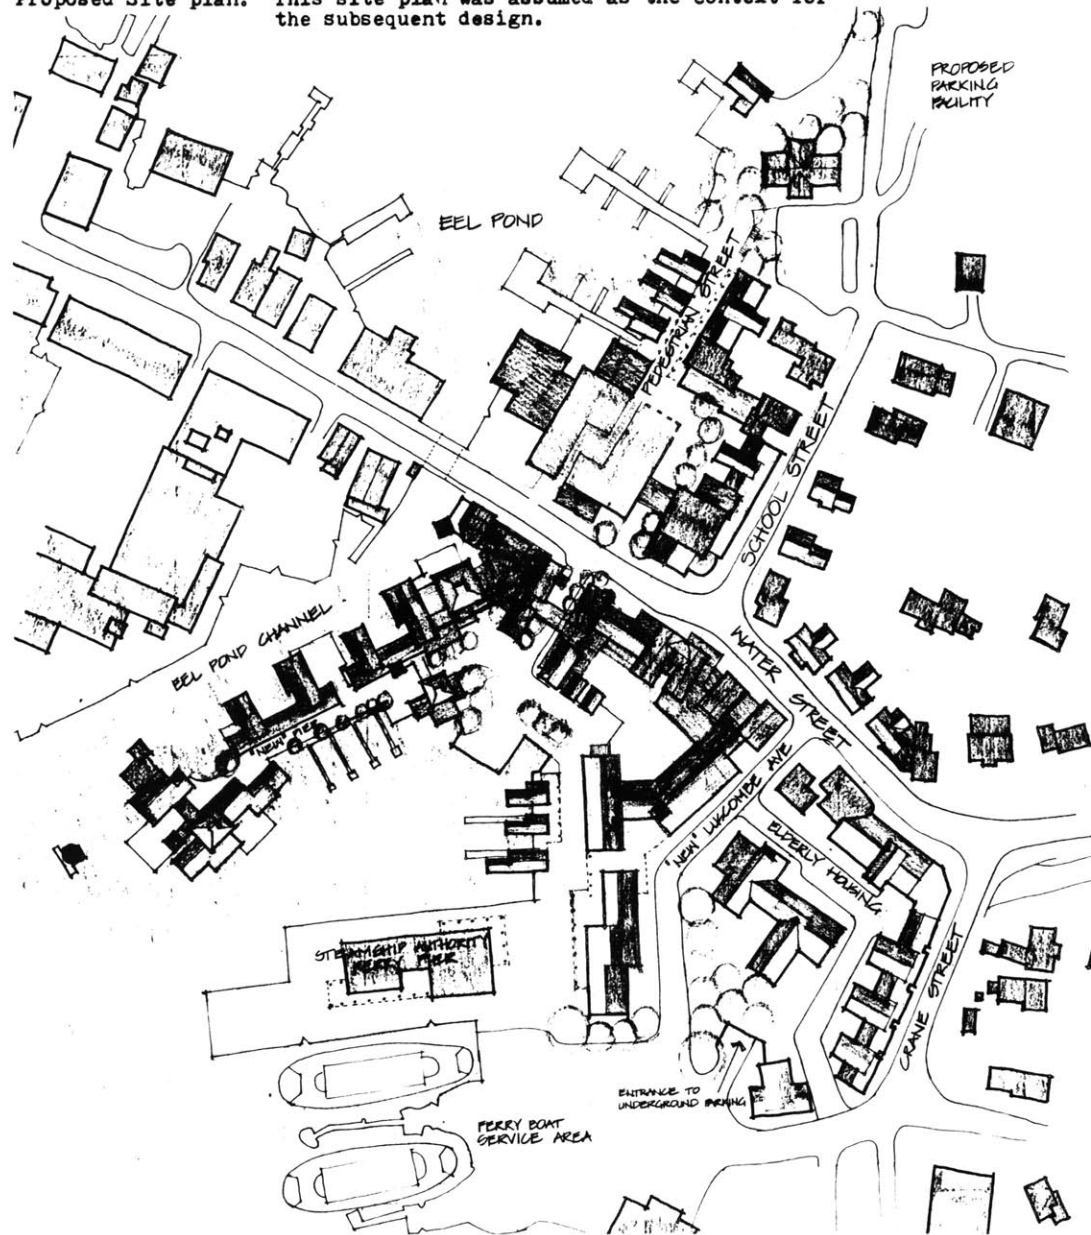 Proposed Site plan. This site plan was assumed as the context for
the subsequent design.
PROPOSED
PARKING
FACILITY
EEL POND
PEDESTRIAN STREET
SCHOOL STREET
EEL POND CHANNEL
WATER STREET
"NEW" PIER
"NEW" LUSCOMBE AVE
ELDERLY HOUSING
STEAMSHIP AUTHORITY
FERRY PIER
CRANE STREET
ENTRANCE TO
UNDERGROUND PARKING
FERRY BOAT
SERVICE AREA